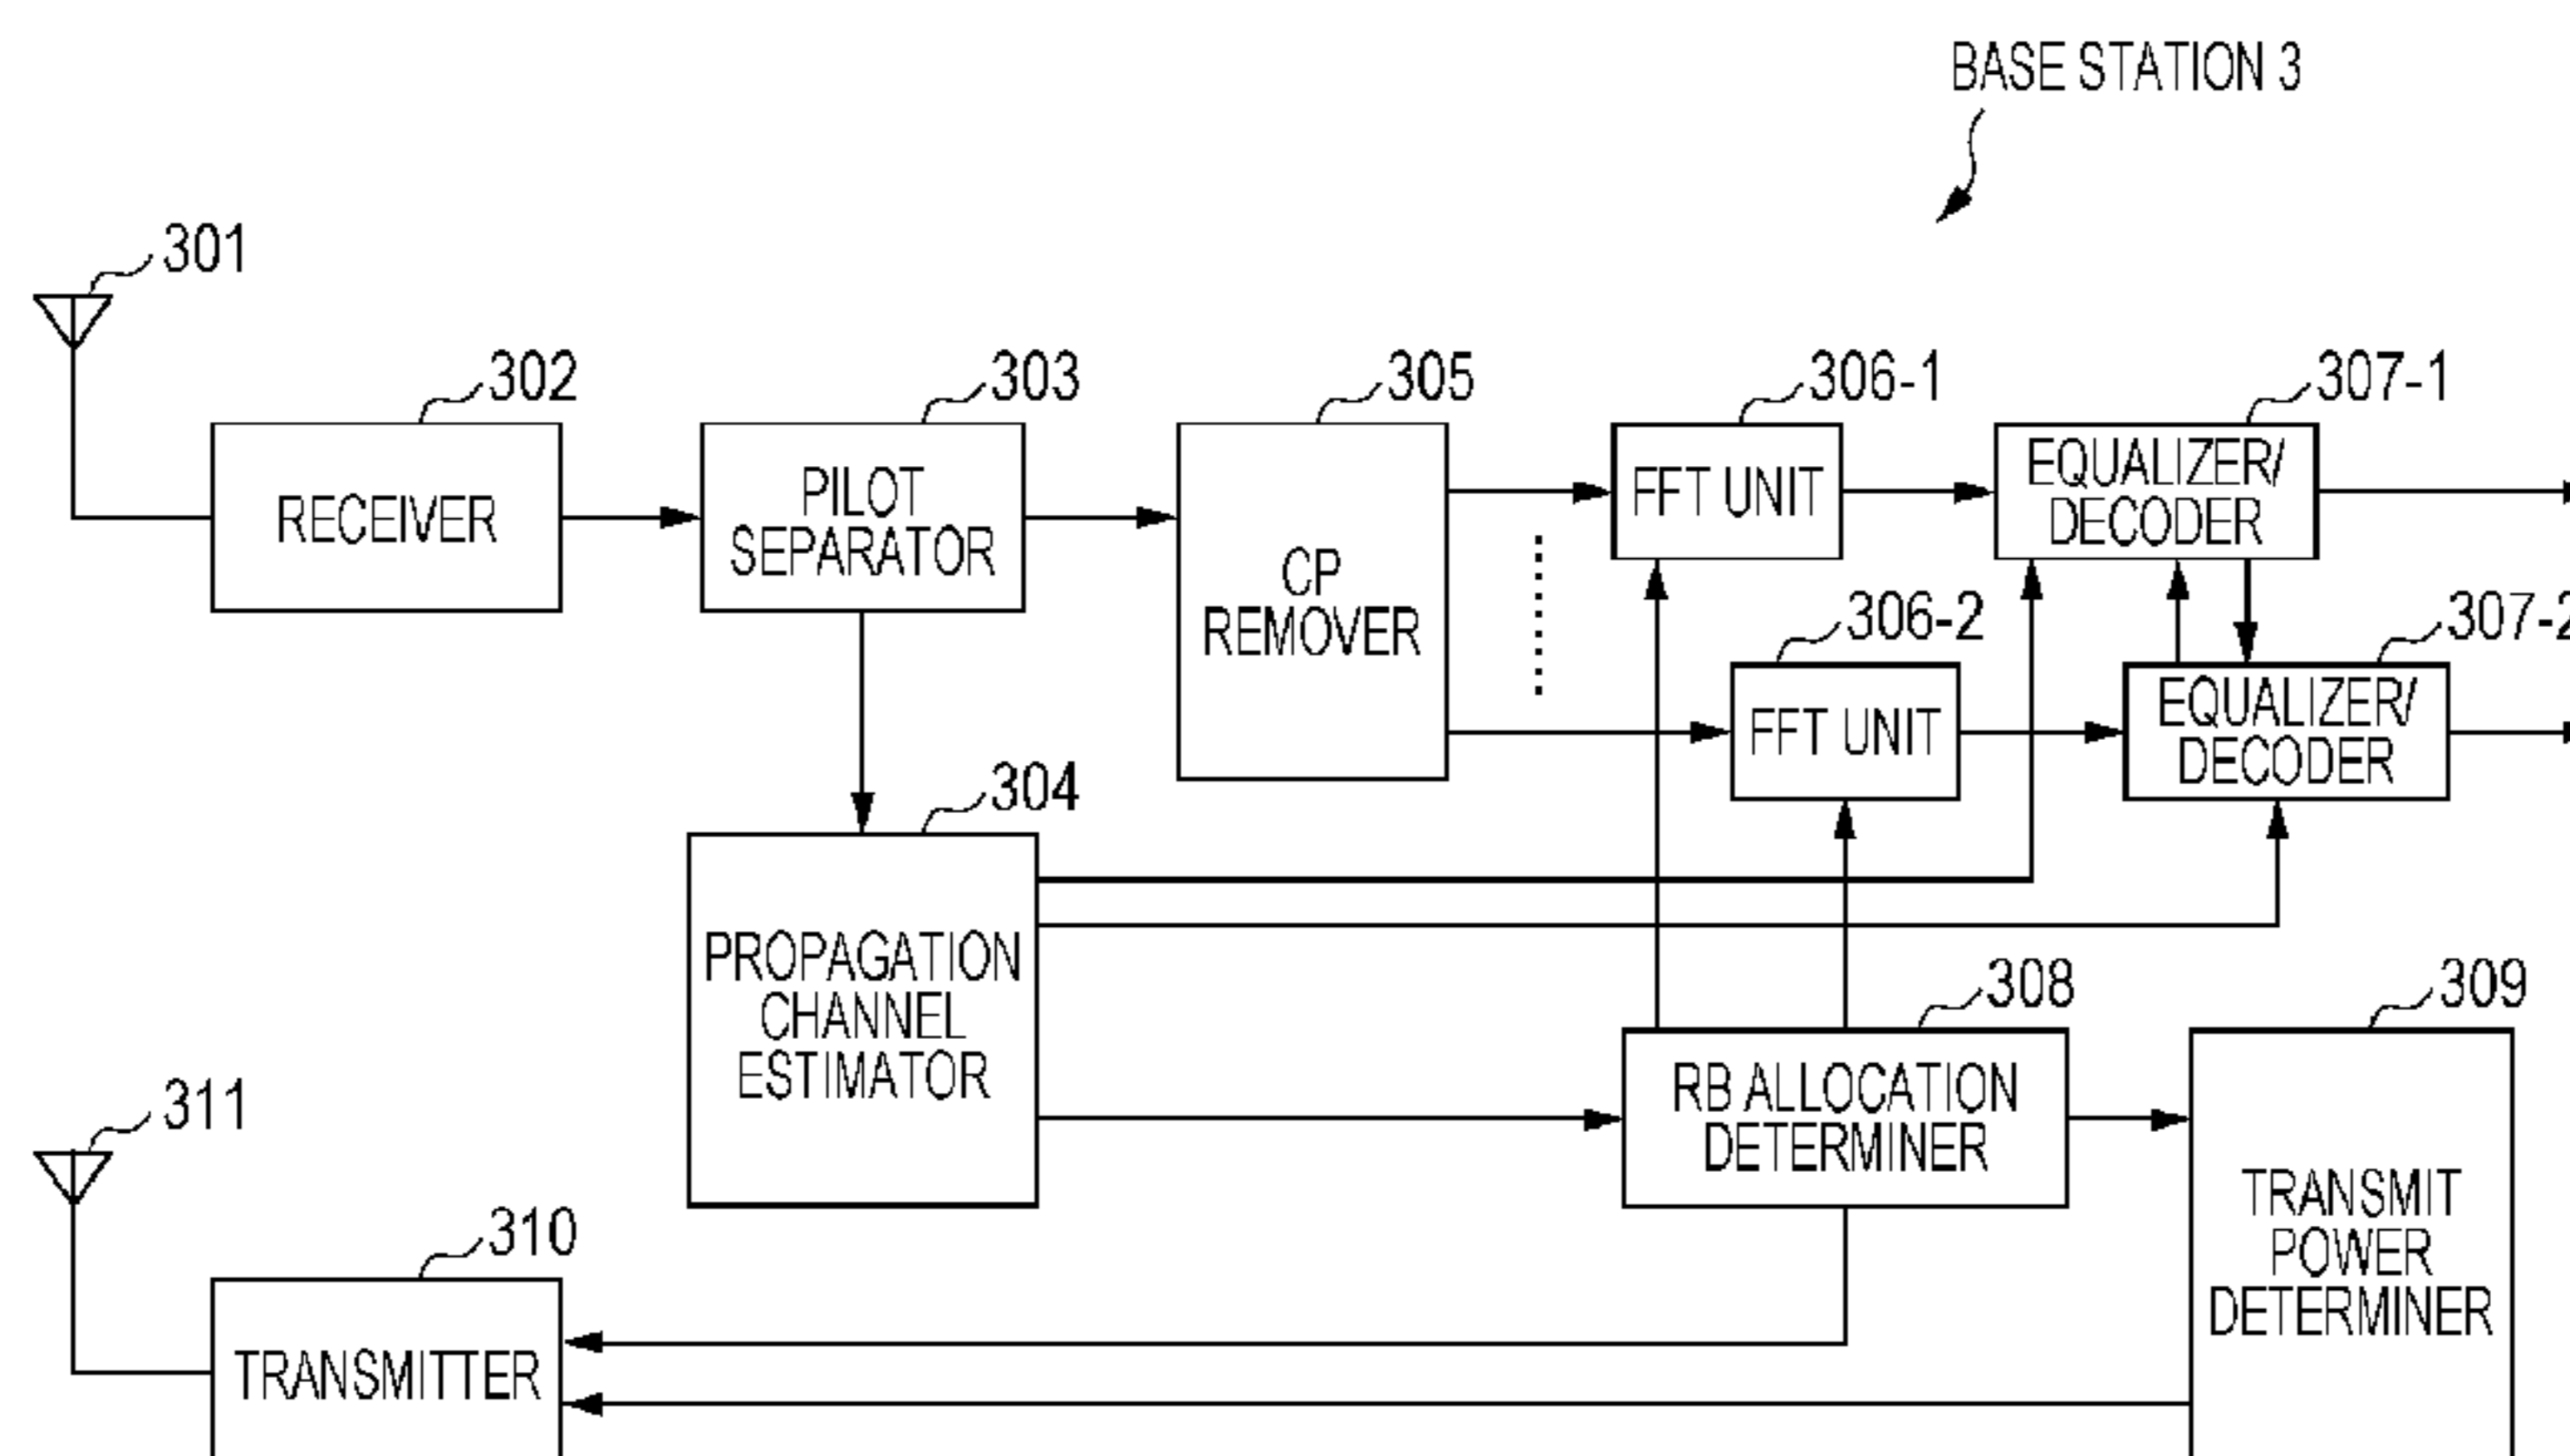 BASE STATION 3
301
302
303
305
306-1
307-1
RECEIVER
PILOT
SEPARATOR
CP
REMOVER
FFT UNIT
EQUALIZER/
DECODER
306-2
307-2
FFT UNIT
EQUALIZER/
DECODER
304
PROPAGATION
CHANNEL
ESTIMATOR
308
309
RB ALLOCATION
DETERMINER
TRANSMIT
POWER
DETERMINER
311
310
TRANSMITTER